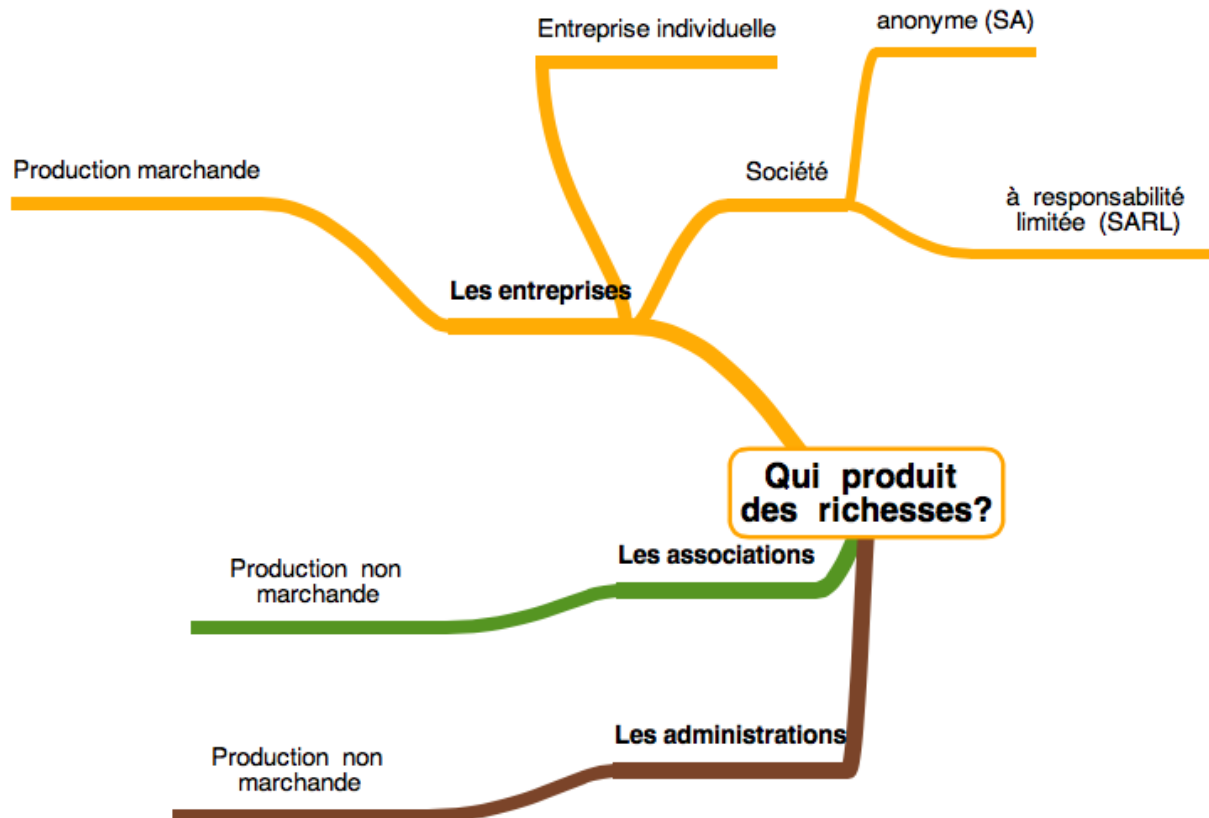 Entreprise individuelle
anonyme (SA)
Production marchande
Société
à responsabilité
limitée (SARL)
Les entreprises
Qui produit
des richesses?
Les associations
Production non
marchande
Les administrations
Production non
marchande